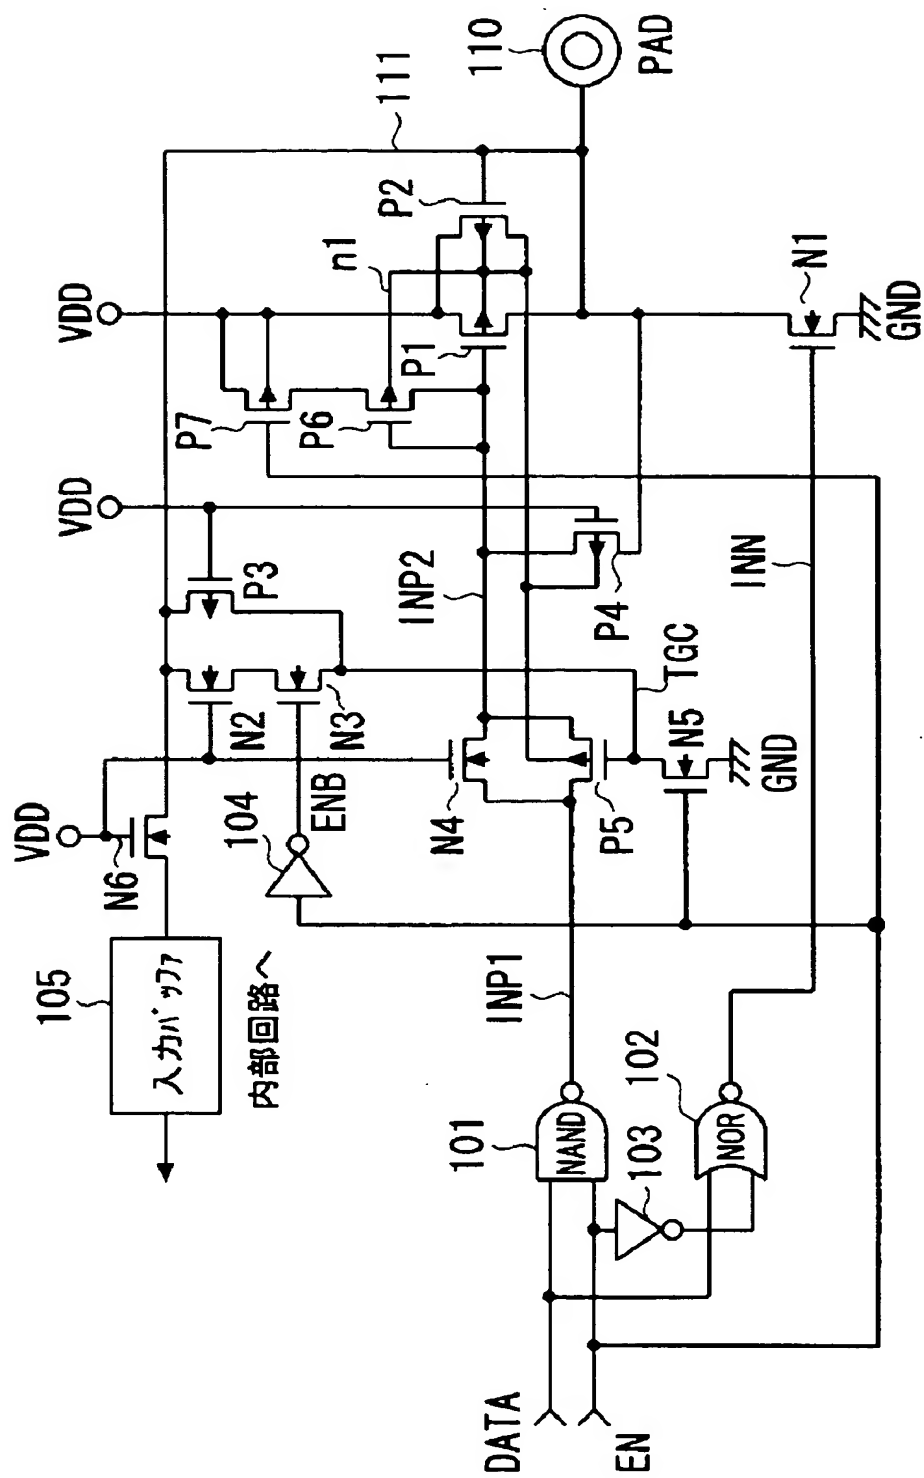 VDD
VDD
VDD
N6
105
入力バッファ
内部回路へ
104
ENB
N2
N3
P3
P7
P6
n1
P2
P1
111
110
PAD
INP2
N4
P5
P4
TGC
N5
GND
INN
N1
GND
INP1
101
NAND
103
102
NOR
DATA
EN